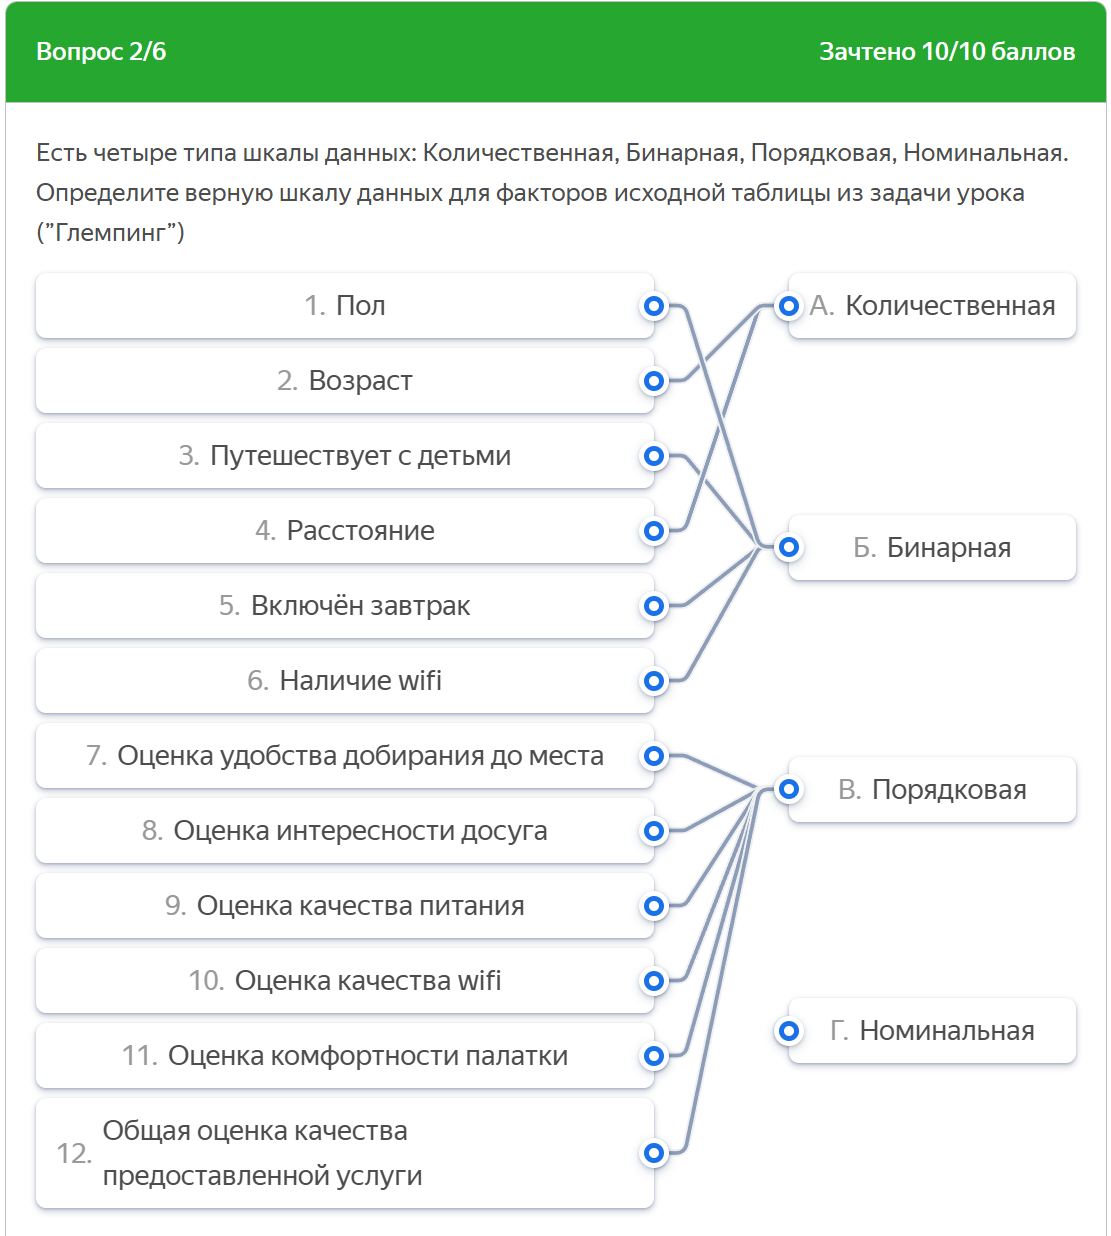 Вопрос 2/6
Зачтено 10/10 баллов
Есть четыре типа шкалы данных: Количественная, Бинарная, Порядковая, Номинальная.
Определите верную шкалу данных для факторов исходной таблицы из задачи урока
(”Глемпинг”)
1. Пол
2. Возраст
3. Путешествует с детьми
4. Расстояние
5. Включён завтрак
6. Наличие wifi
7. Оценка удобства добирания до места
8. Оценка интересности досуга
9. Оценка качества питания
10. Оценка качества wifi
11. Оценка комфортности палатки
12. Общая оценка качества
предоставленной услуги
А. Количественная
Б. Бинарная
В. Порядковая
Г. Номинальная